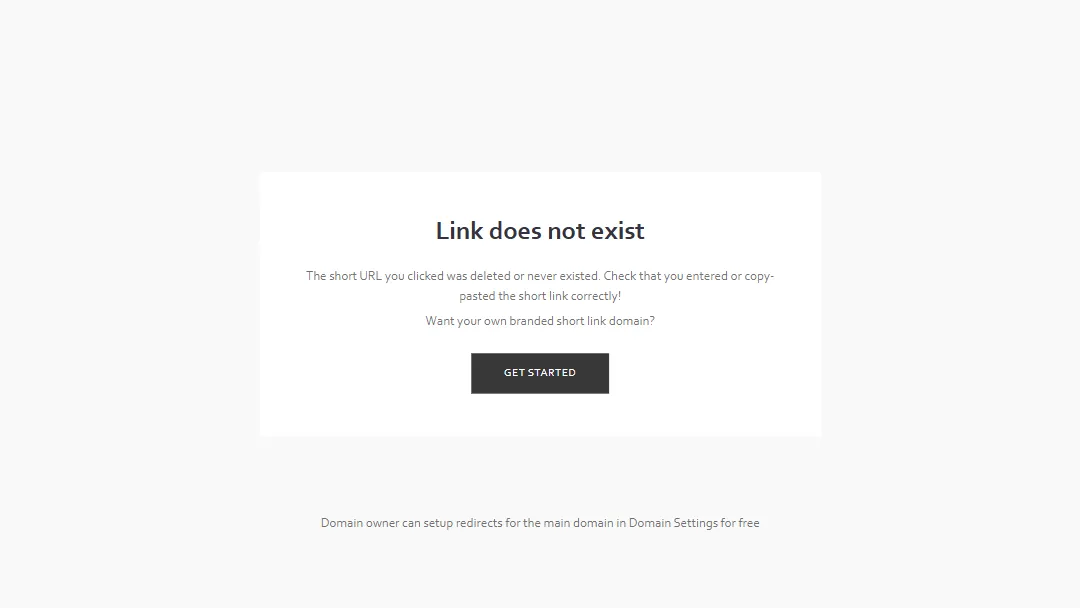 Link does not exist
The short URL you clicked was deleted or never existed. Check that you entered or copy-
pasted the short link correctly!
Want your own branded short link domain?
GET STARTED
Domain owner can setup redirects for the main domain in Domain Settings for free